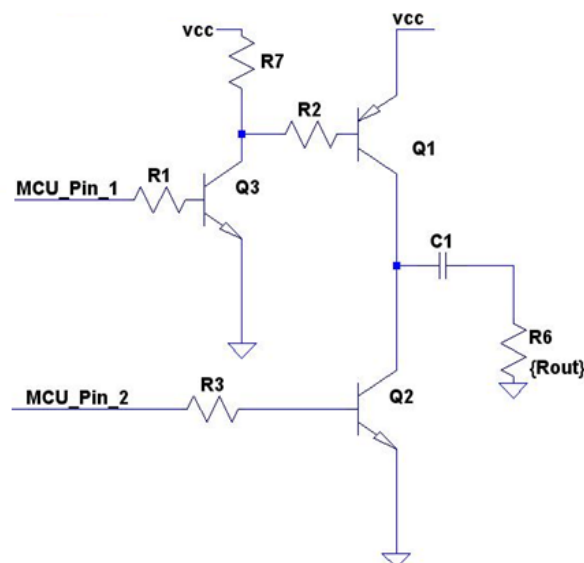 vcc
vcc
R7
R2
Q1
R1
Q3
MCU_Pin_1
C1
R6
{Rout}
R3
Q2
MCU_Pin_2